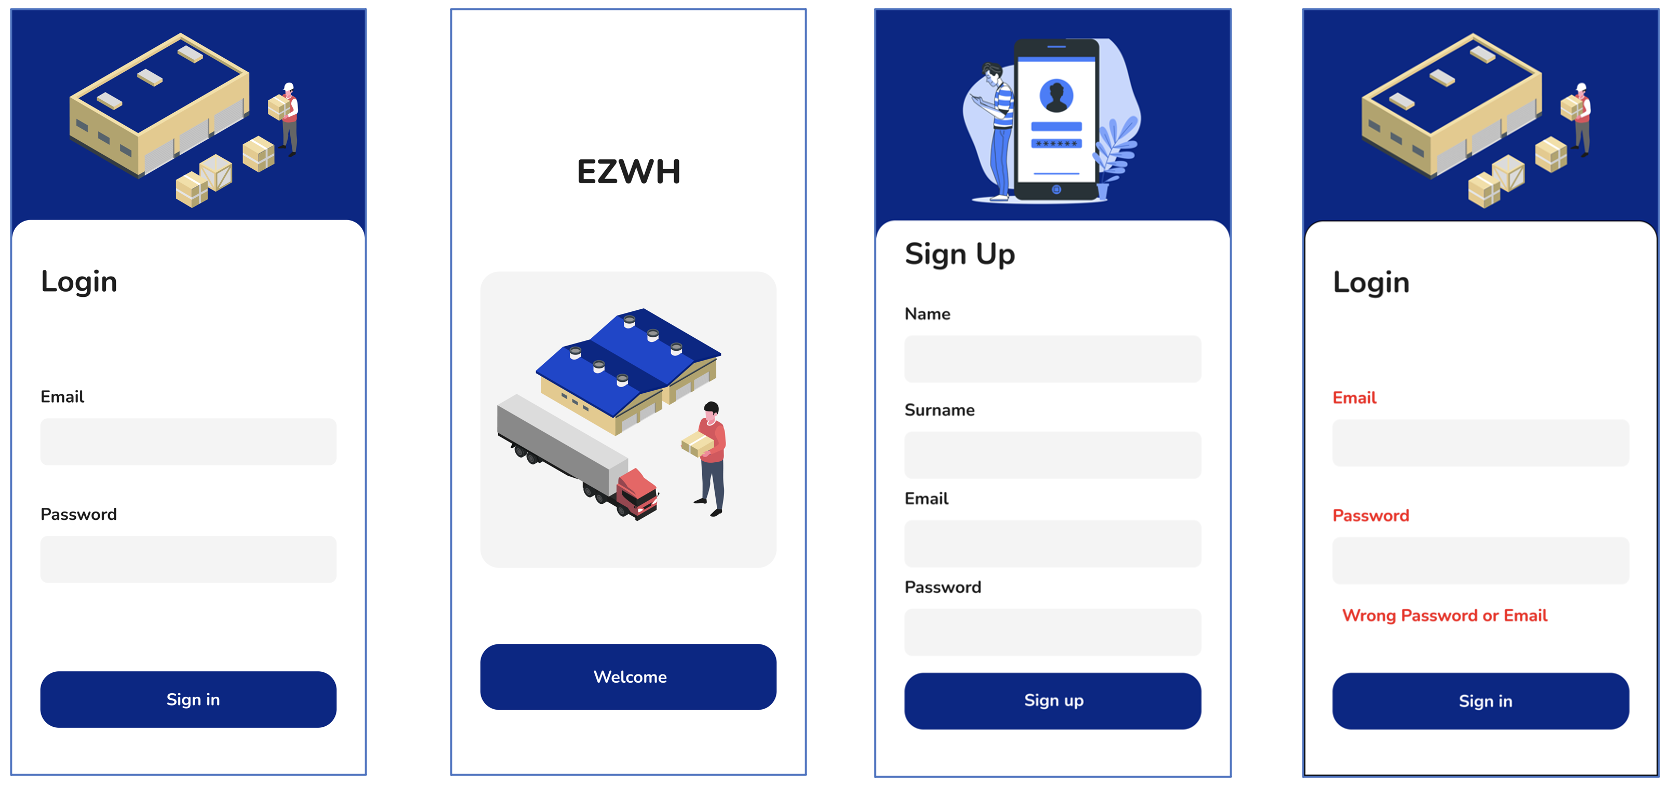 Login
Email
Password
Sign in
EZWH
Welcome
Sign Up
Name
Surname
Email
Password
Sign up
Login
Email
Password
Wrong Password or Email
Sign in